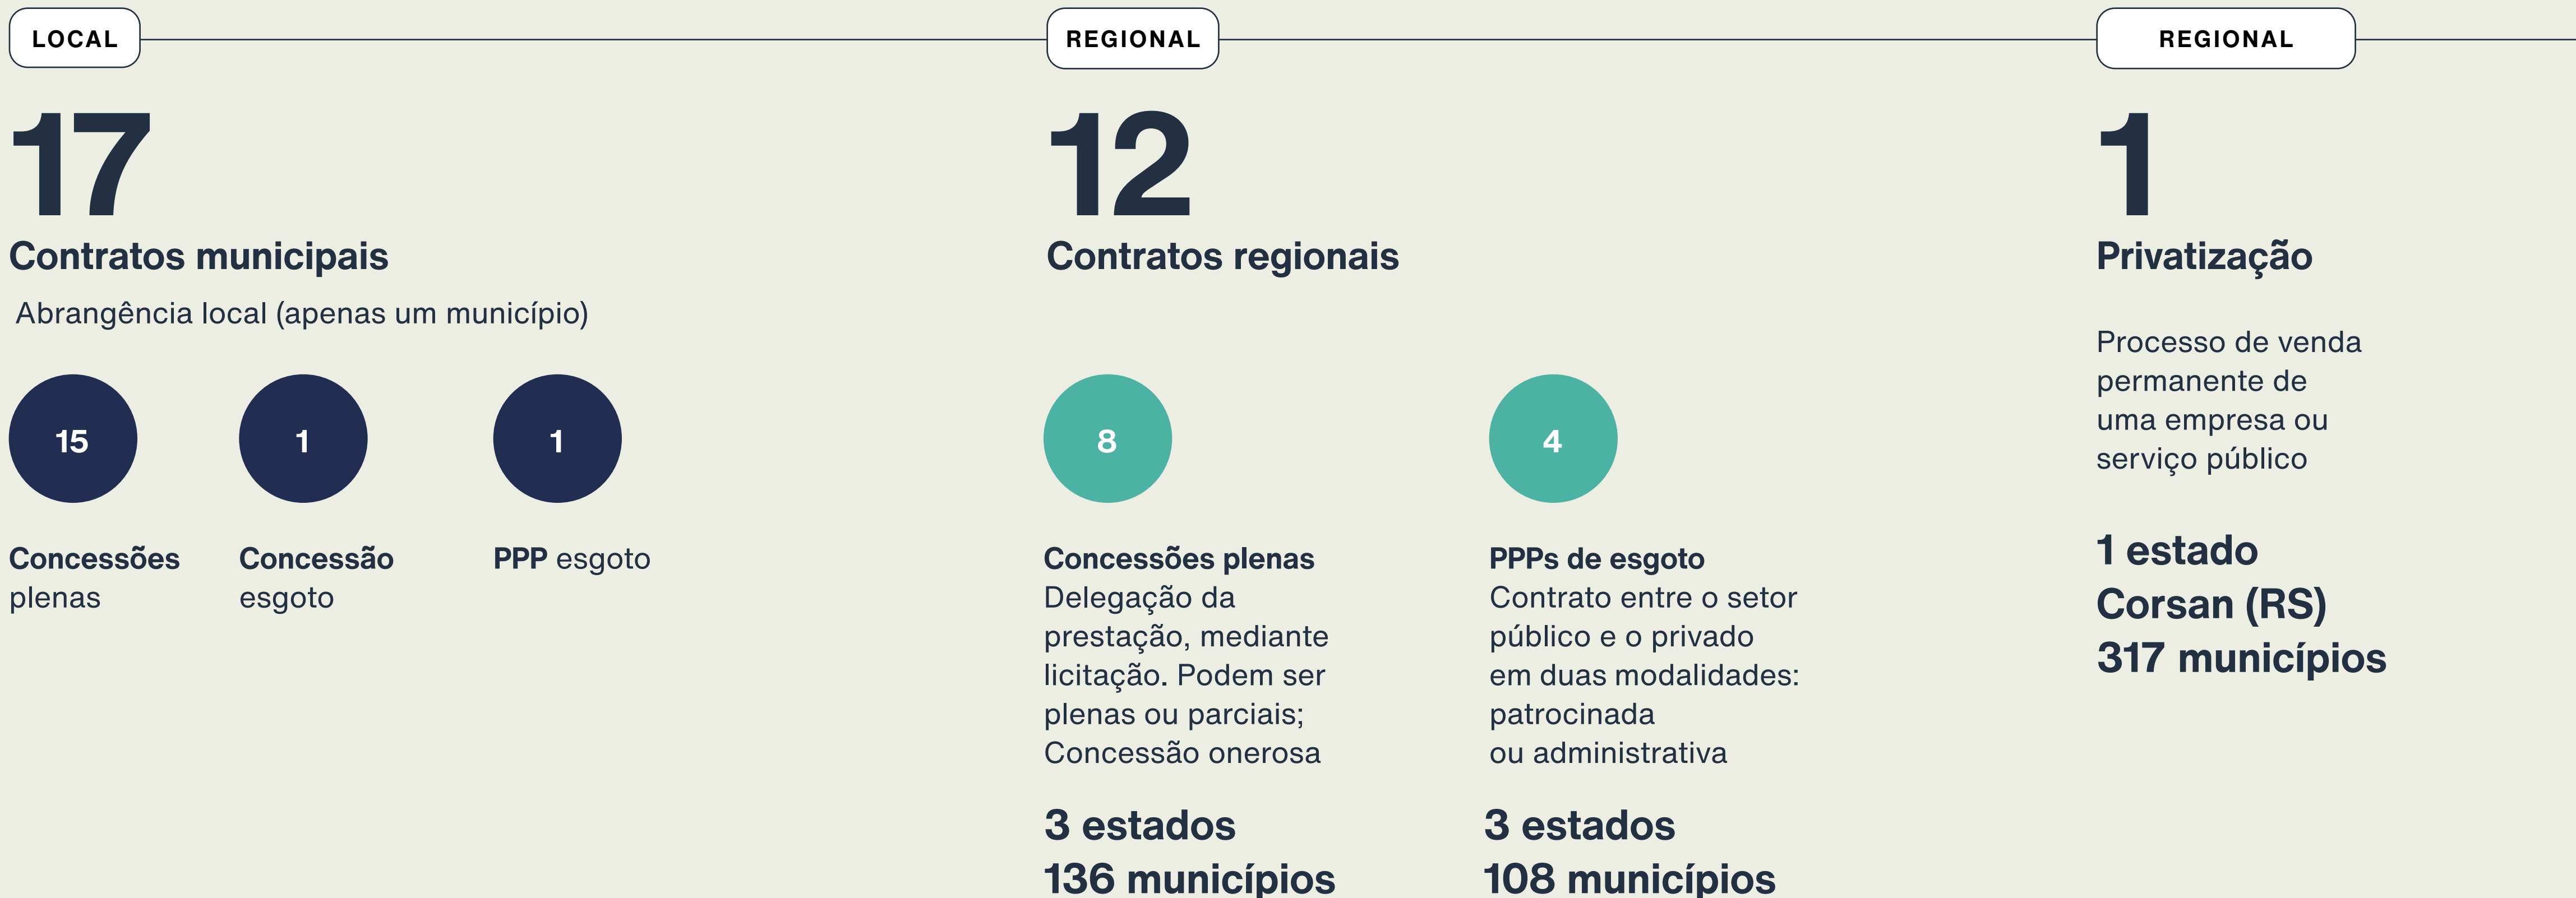 LOCAL
17
Contratos municipais
Abrangência local (apenas um município)
15
Concessões
plenas
1
Concessão
esgoto
1
PPP esgoto
REGIONAL
12
Contratos regionais
8
Concessões plenas
Delegação da
prestação, mediante
licitação. Podem ser
plenas ou parciais;
Concessão onerosa
3 estados
136 municípios
4
PPPs de esgoto
Contrato entre o setor
público e o privado
em duas modalidades:
patrocinada
ou administrativa
3 estados
108 municípios
REGIONAL
1
Privatização
Processo de venda
permanente de
uma empresa ou
serviço público
1 estado
Corsan (RS)
317 municípios